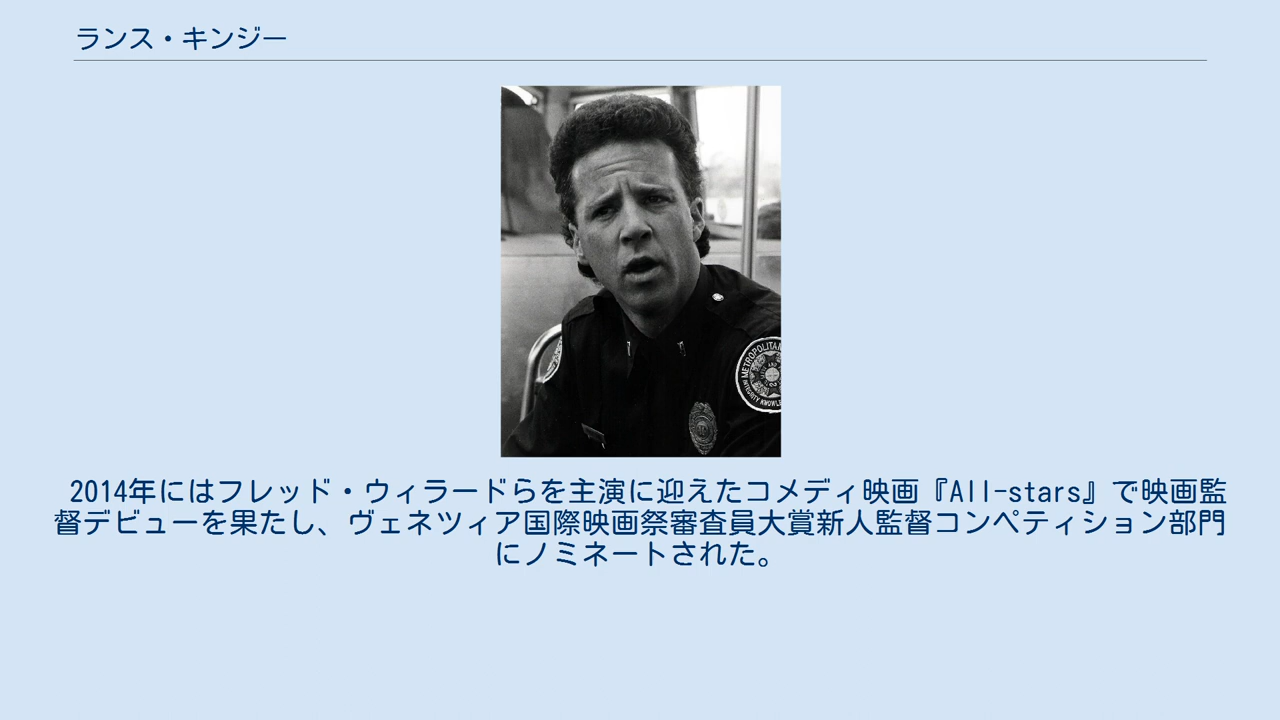 ランス・キンジー
METROPOLITAN
INTEGRITY KNOWLE
2014年にはフレッド・ウィラードらを主演に迎えたコメディ映画『All-stars』で映画監
督デビューを果たし、ヴェネツィア国際映画祭審査員大賞新人監督コンペティション部門
にノミネートされた。